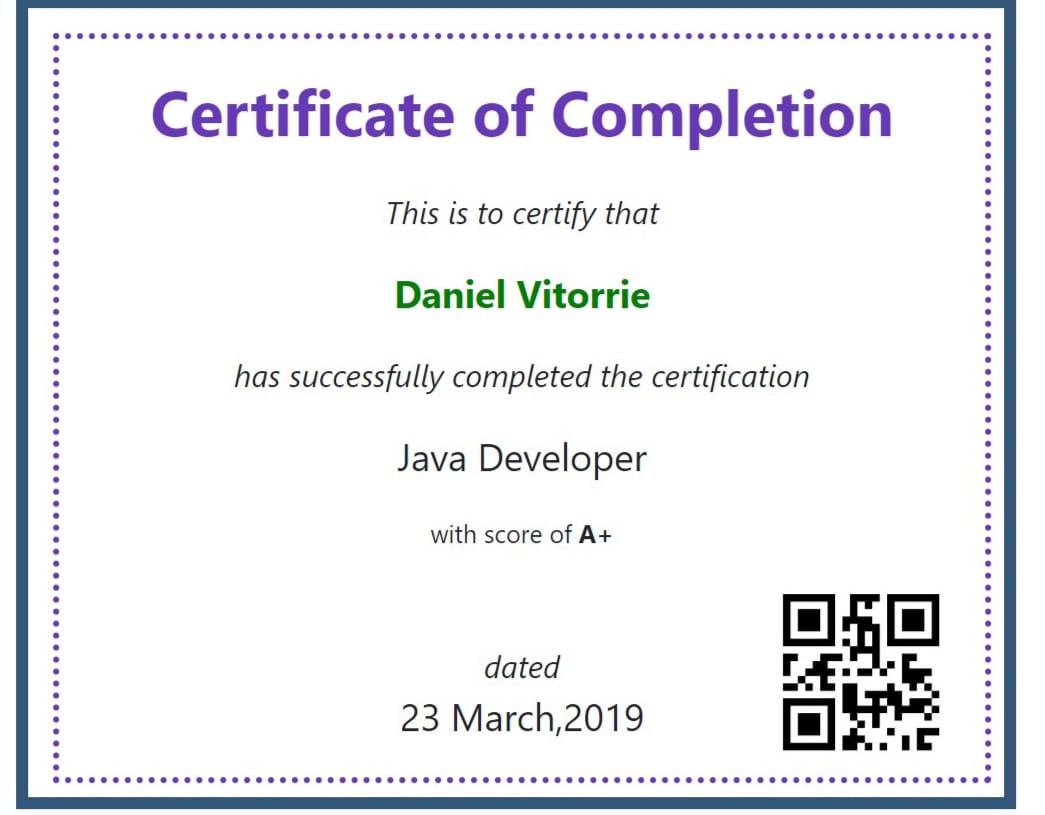 Certificate of Completion
This is to certify that
Daniel Vitorrie
has successfully completed the certification
Java Developer
with score of A+
dated
23 March,2019